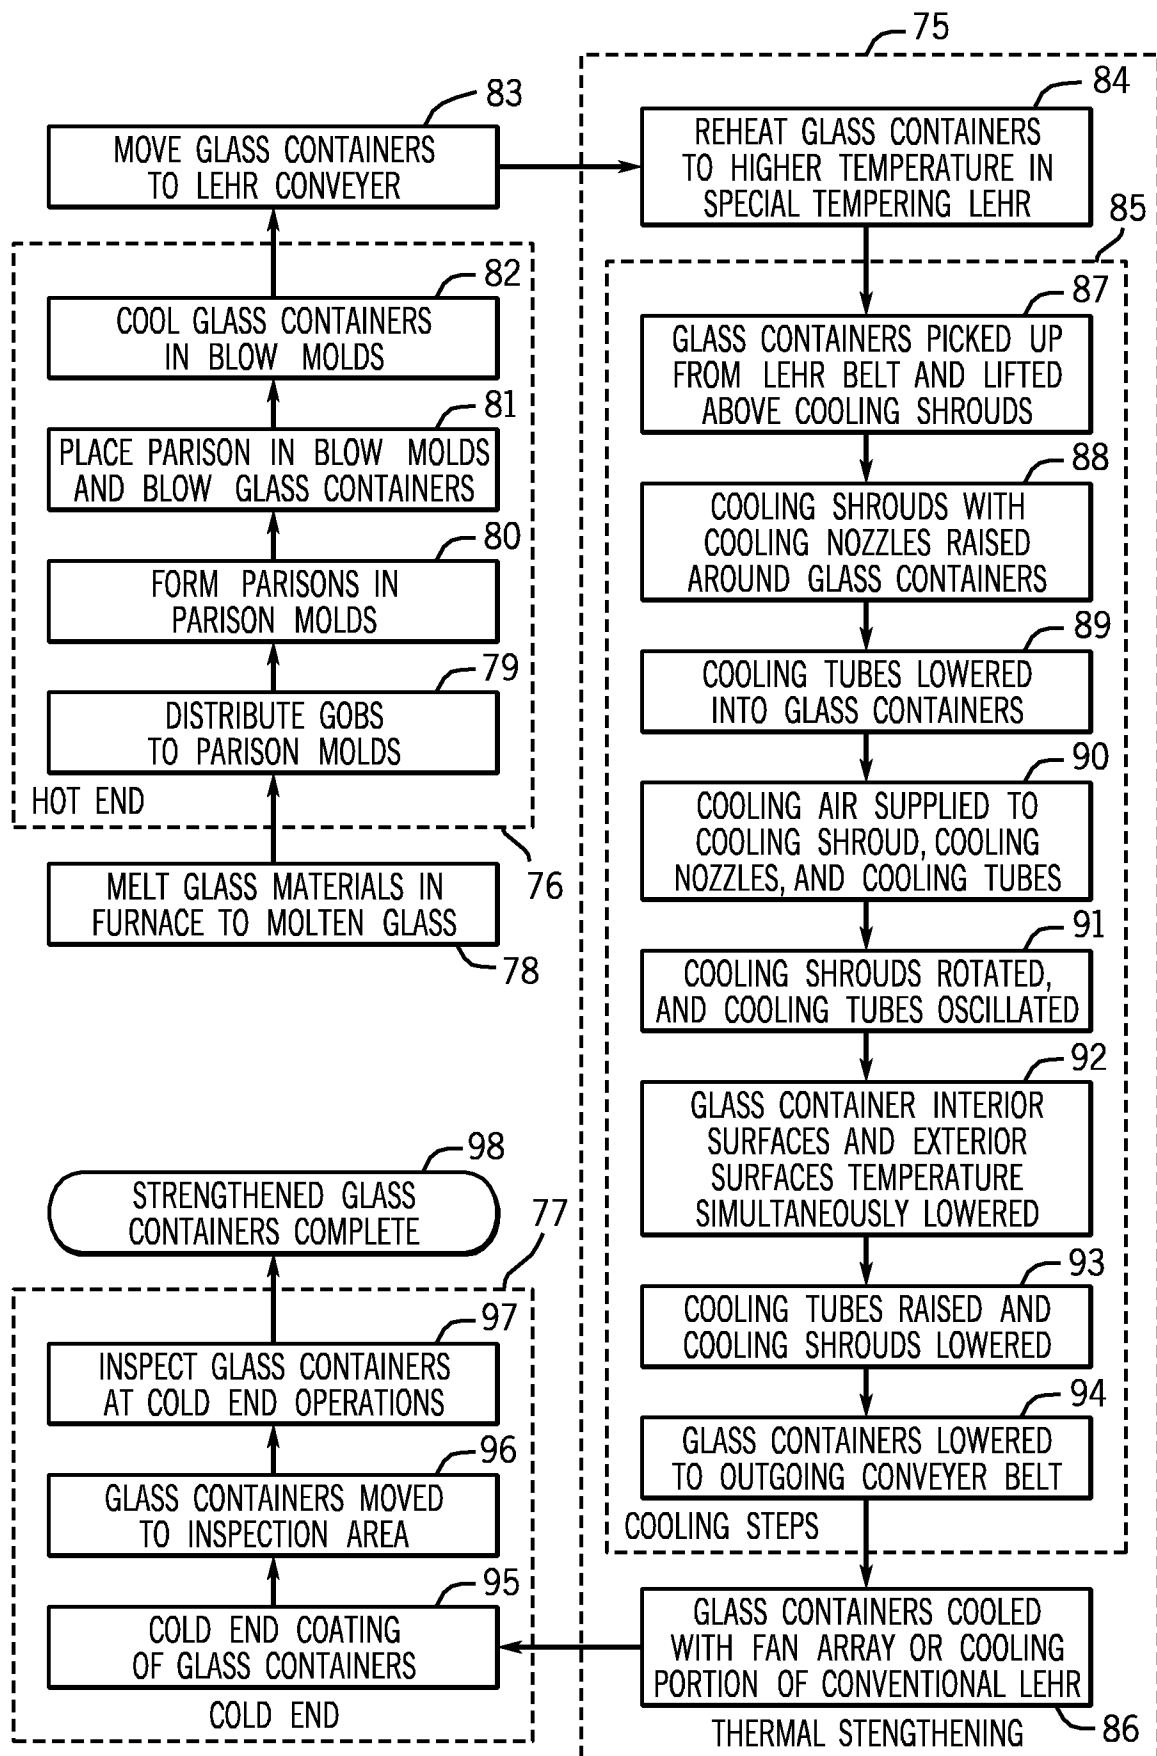 75
83
MOVE GLASS CONTAINERS
TO LEHR CONVEYER
84
REHEAT GLASS CONTAINERS
TO HIGHER TEMPERATURE IN
SPECIAL TEMPERING LEHR
85
82
COOL GLASS CONTAINERS
IN BLOW MOLDS
81
PLACE PARISON IN BLOW MOLDS
AND BLOW GLASS CONTAINERS
80
FORM PARISONS IN
PARISON MOLDS
79
DISTRIBUTE GOBS
TO PARISON MOLDS
HOT END
76
MELT GLASS MATERIALS IN
FURNACE TO MOLTEN GLASS
78
87
GLASS CONTAINERS PICKED UP
FROM LEHR BELT AND LIFTED
ABOVE COOLING SHROUDS
88
COOLING SHROUDS WITH
COOLING NOZZLES RAISED
AROUND GLASS CONTAINERS
89
COOLING TUBES LOWERED
INTO GLASS CONTAINERS
90
COOLING AIR SUPPLIED TO
COOLING SHROUD, COOLING
NOZZLES, AND COOLING TUBES
91
COOLING SHROUDS ROTATED,
AND COOLING TUBES OSCILLATED
92
GLASS CONTAINER INTERIOR
SURFACES AND EXTERIOR
SURFACES TEMPERATURE
SIMULTANEOUSLY LOWERED
93
COOLING TUBES RAISED AND
COOLING SHROUDS LOWERED
94
GLASS CONTAINERS LOWERED
TO OUTGOING CONVEYER BELT
COOLING STEPS
GLASS CONTAINERS COOLED
WITH FAN ARRAY OR COOLING
PORTION OF CONVENTIONAL LEHR
86
THERMAL STENGTHENING
98
STRENGTHENED GLASS
CONTAINERS COMPLETE
77
97
INSPECT GLASS CONTAINERS
AT COLD END OPERATIONS
96
GLASS CONTAINERS MOVED
TO INSPECTION AREA
95
COLD END COATING
OF GLASS CONTAINERS
COLD END